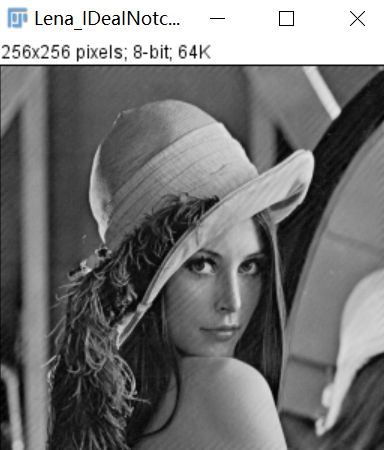 Lena_IDealNotc...
256x256 pixels; 8-bit; 64K